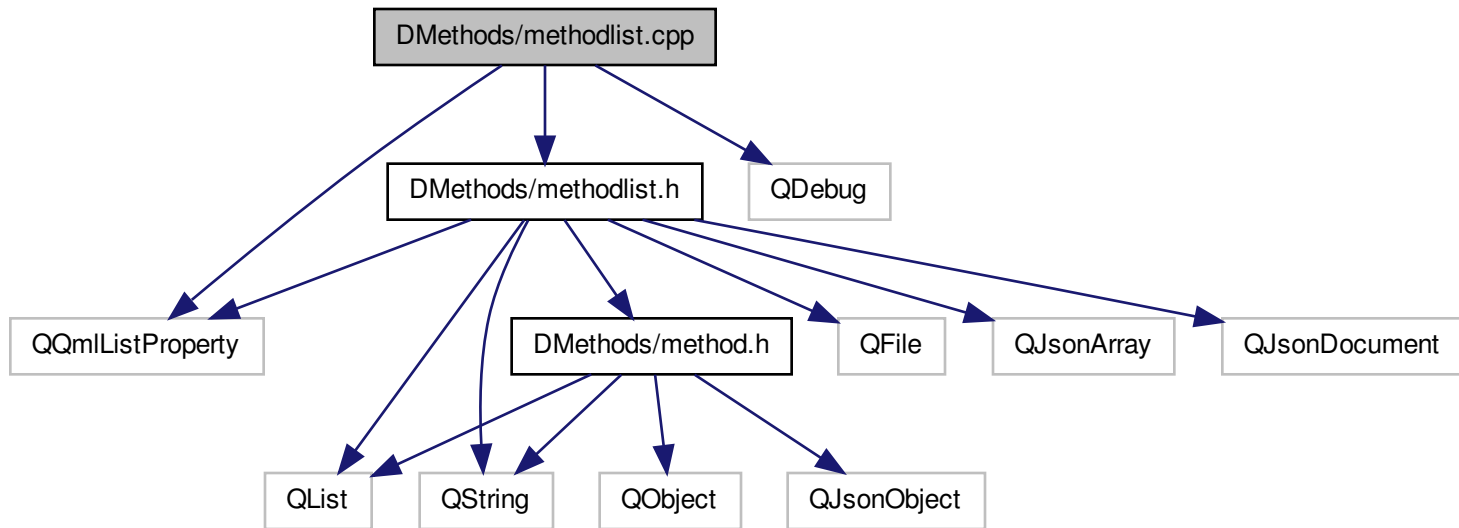 DMethods/methodlist.cpp
DMethods/methodlist.h
QDebug
QQmlListProperty
DMethods/method.h
QFile
QJsonArray
QJsonDocument
QList
QString
QObject
QJsonObject